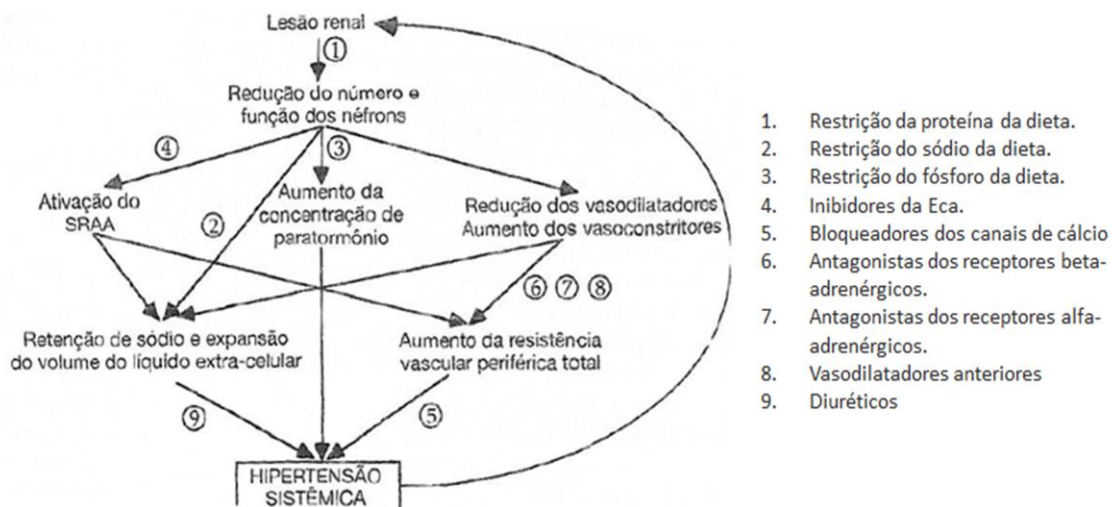 Lesão renal
①
Redução do número e
função dos néfrons
④
③
Ativação do
SRAA
②
Aumento da
concentração de
paratormônio
Redução dos vasodilatadores
Aumento dos vasoconstritores
⑥ ⑦ ⑧
Retenção de sódio e expansão
do volume do líquido extra-celular
Aumento da resistência
vascular periférica total
⑨
⑤
HIPERTENSÃO
SISTÊMICA
1. Restrição da proteína da dieta.
2. Restrição do sódio da dieta.
3. Restrição do fósforo da dieta.
4. Inibidores da Eca.
5. Bloqueadores dos canais de cálcio
6. Antagonistas dos receptores beta-
adrenérgicos.
7. Antagonistas dos receptores alfa-
adrenérgicos.
8. Vasodilatadores anteriores
9. Diuréticos